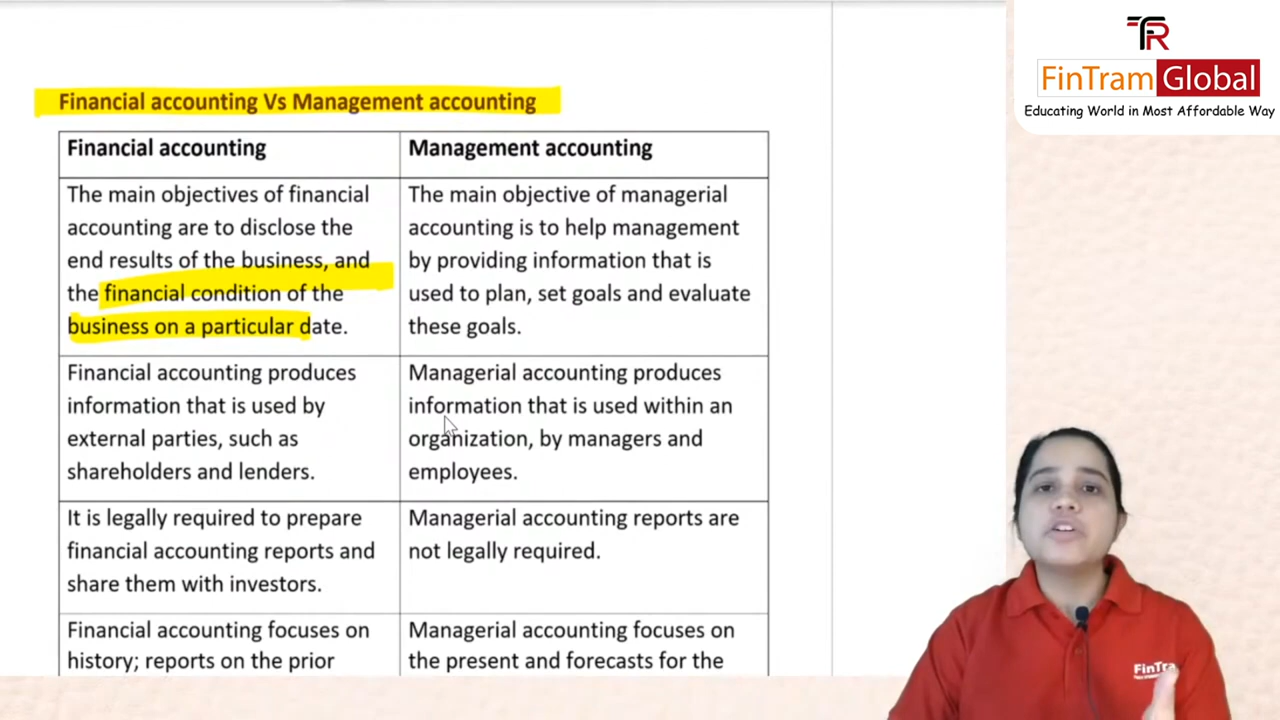 Financial accounting Vs Management accounting
Financial accounting
Management accounting
The main objectives of financial
accounting are to disclose the
end results of the business, and
the financial condition of the
business on a particular date.
The main objective of managerial
accounting is to help management
by providing information that is
used to plan, set goals and evaluate
these goals.
Financial accounting produces
information that is used by
external parties, such as
shareholders and lenders.
Managerial accounting produces
information that is used within an
organization, by managers and
employees.
It is legally required to prepare
financial accounting reports and
share them with investors.
Managerial accounting reports are
not legally required.
Financial accounting focuses on
history; reports on the prior
Managerial accounting focuses on
the present and forecasts for the
TR
FinTram Global
Educating World in Most Affordable Way
FinTra